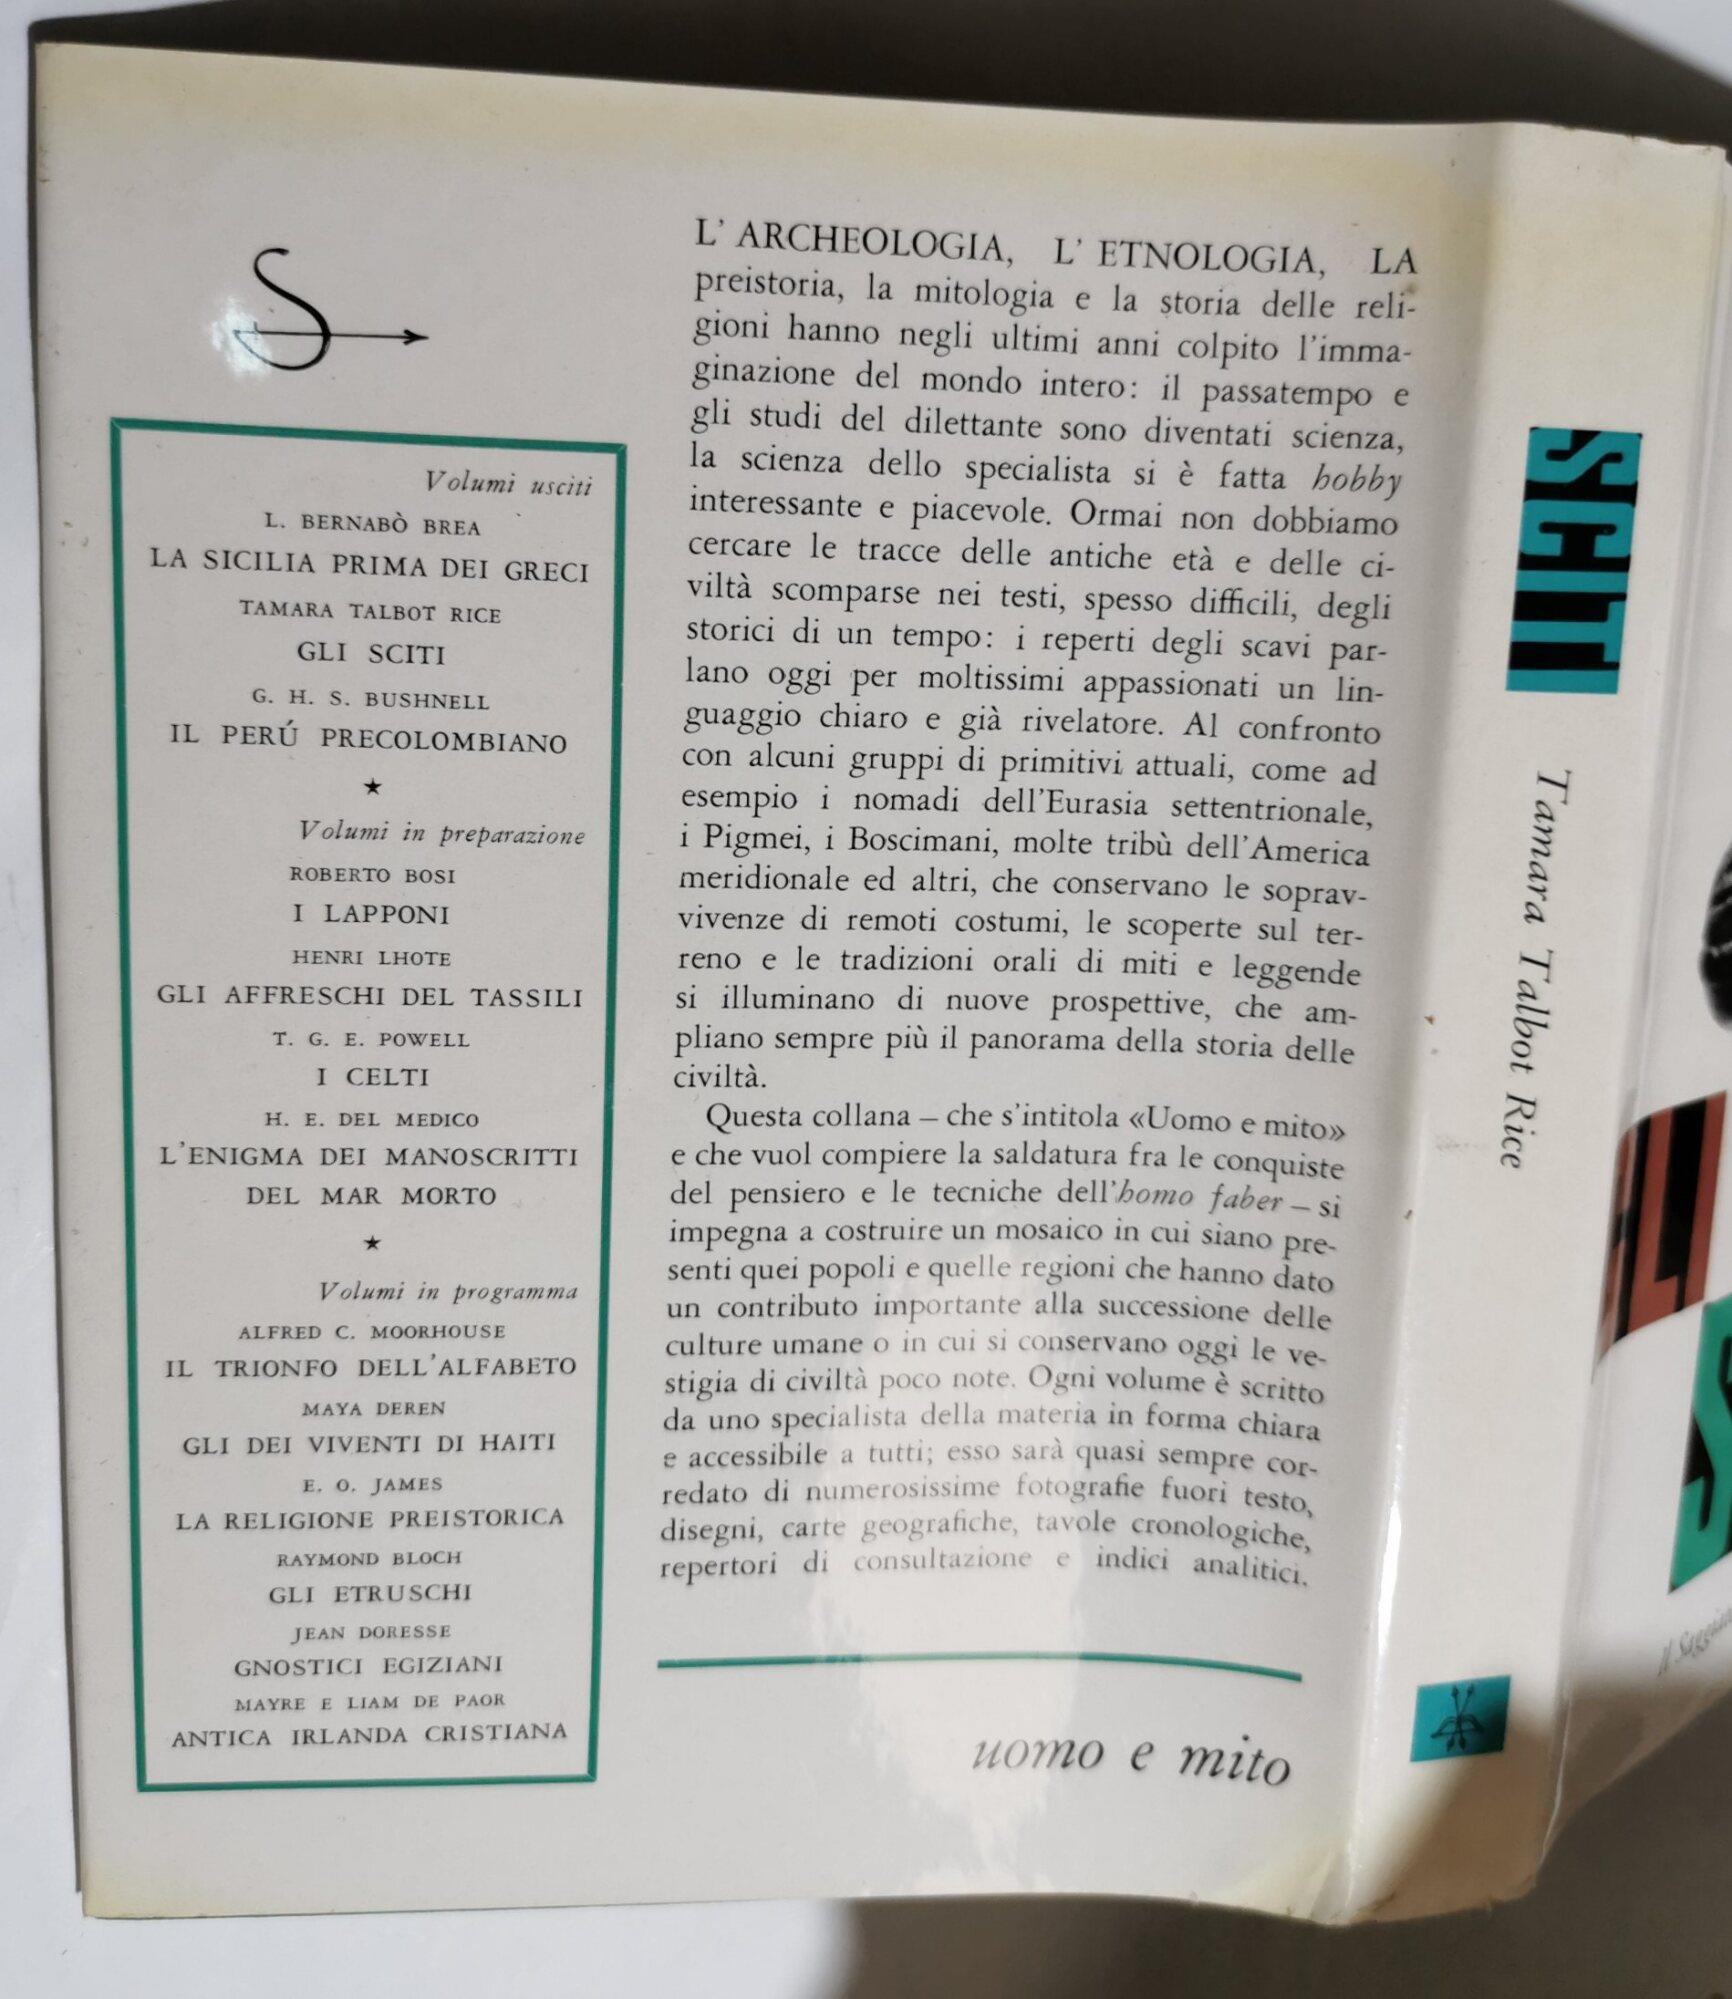 S
Volumi usciti
L. BERNABÒ BREA
LA SICILIA PRIMA DEI GRECI
TAMARA TALBOT RICE
GLI SCITI
G. H. S. BUSHNELL
IL PERÚ PRECOLOMBIANO
★
Volumi in preparazione
ROBERTO BOSI
I LAPPONI
HENRI LHOTE
GLI AFFRESCHI DEL TASSILI
T. G. E. POWELL
I CELTI
H. E. DEL MEDICO
L'ENIGMA DEI MANOSCRITTI
DEL MAR MORTO
★
Volumi in programma
ALFRED C. MOORHOUSE
IL TRIONFO DELL'ALFABETO
MAYA DEREN
GLI DEI VIVENTI DI HAITI
E. O. JAMES
LA RELIGIONE PREISTORICA
RAYMOND BLOCH
GLI ETRUSCHI
JEAN DORESSE
GNOSTICI EGIZIANI
MAYRE E LIAM DE PAOR
ANTICA IRLANDA CRISTIANA
L' ARCHEOLOGIA, L' ETNOLOGIA, LA
preistoria, la mitologia e la storia delle reli-
gioni hanno negli ultimi anni colpito l'imma-
ginazione del mondo intero: il passatempo e
gli studi del dilettante sono diventati scienza,
la scienza dello specialista si è fatta hobby
interessante e piacevole. Ormai non dobbiamo
cercare le tracce delle antiche età e delle ci-
viltà scomparse nei testi, spesso difficili, degli
storici di un tempo: i reperti degli scavi par-
lano oggi per moltissimi appassionati un lin-
guaggio chiaro e già rivelatore. Al confronto
con alcuni gruppi di primitivi attuali, come ad
esempio i nomadi dell'Eurasia settentrionale,
i Pigmei, i Boscimani, molte tribù dell'America
meridionale ed altri, che conservano le soprav-
vivenze di remoti costumi, le scoperte sul ter-
reno e le tradizioni orali di miti e leggende
si illuminano di nuove prospettive, che am-
pliano sempre più il panorama della storia delle
civiltà.
Questa collana – che s'intitola «Uomo e mito»
e che vuol compiere la saldatura fra le conquiste
del pensiero e le tecniche dell'homo faber – si
impegna a costruire un mosaico in cui siano pre-
senti quei popoli e quelle regioni che hanno dato
un contributo importante alla successione delle
culture umane o in cui si conservano oggi le ve-
stigia di civiltà poco note. Ogni volume è scritto
da uno specialista della materia in forma chiara
e accessibile a tutti; esso sarà quasi sempre cor-
redato di numerosissime fotografie fuori testo,
disegni, carte geografiche, tavole cronologiche,
repertori di consultazione e indici analitici.
uomo e mito
SCITI
Tamara Talbot Rice